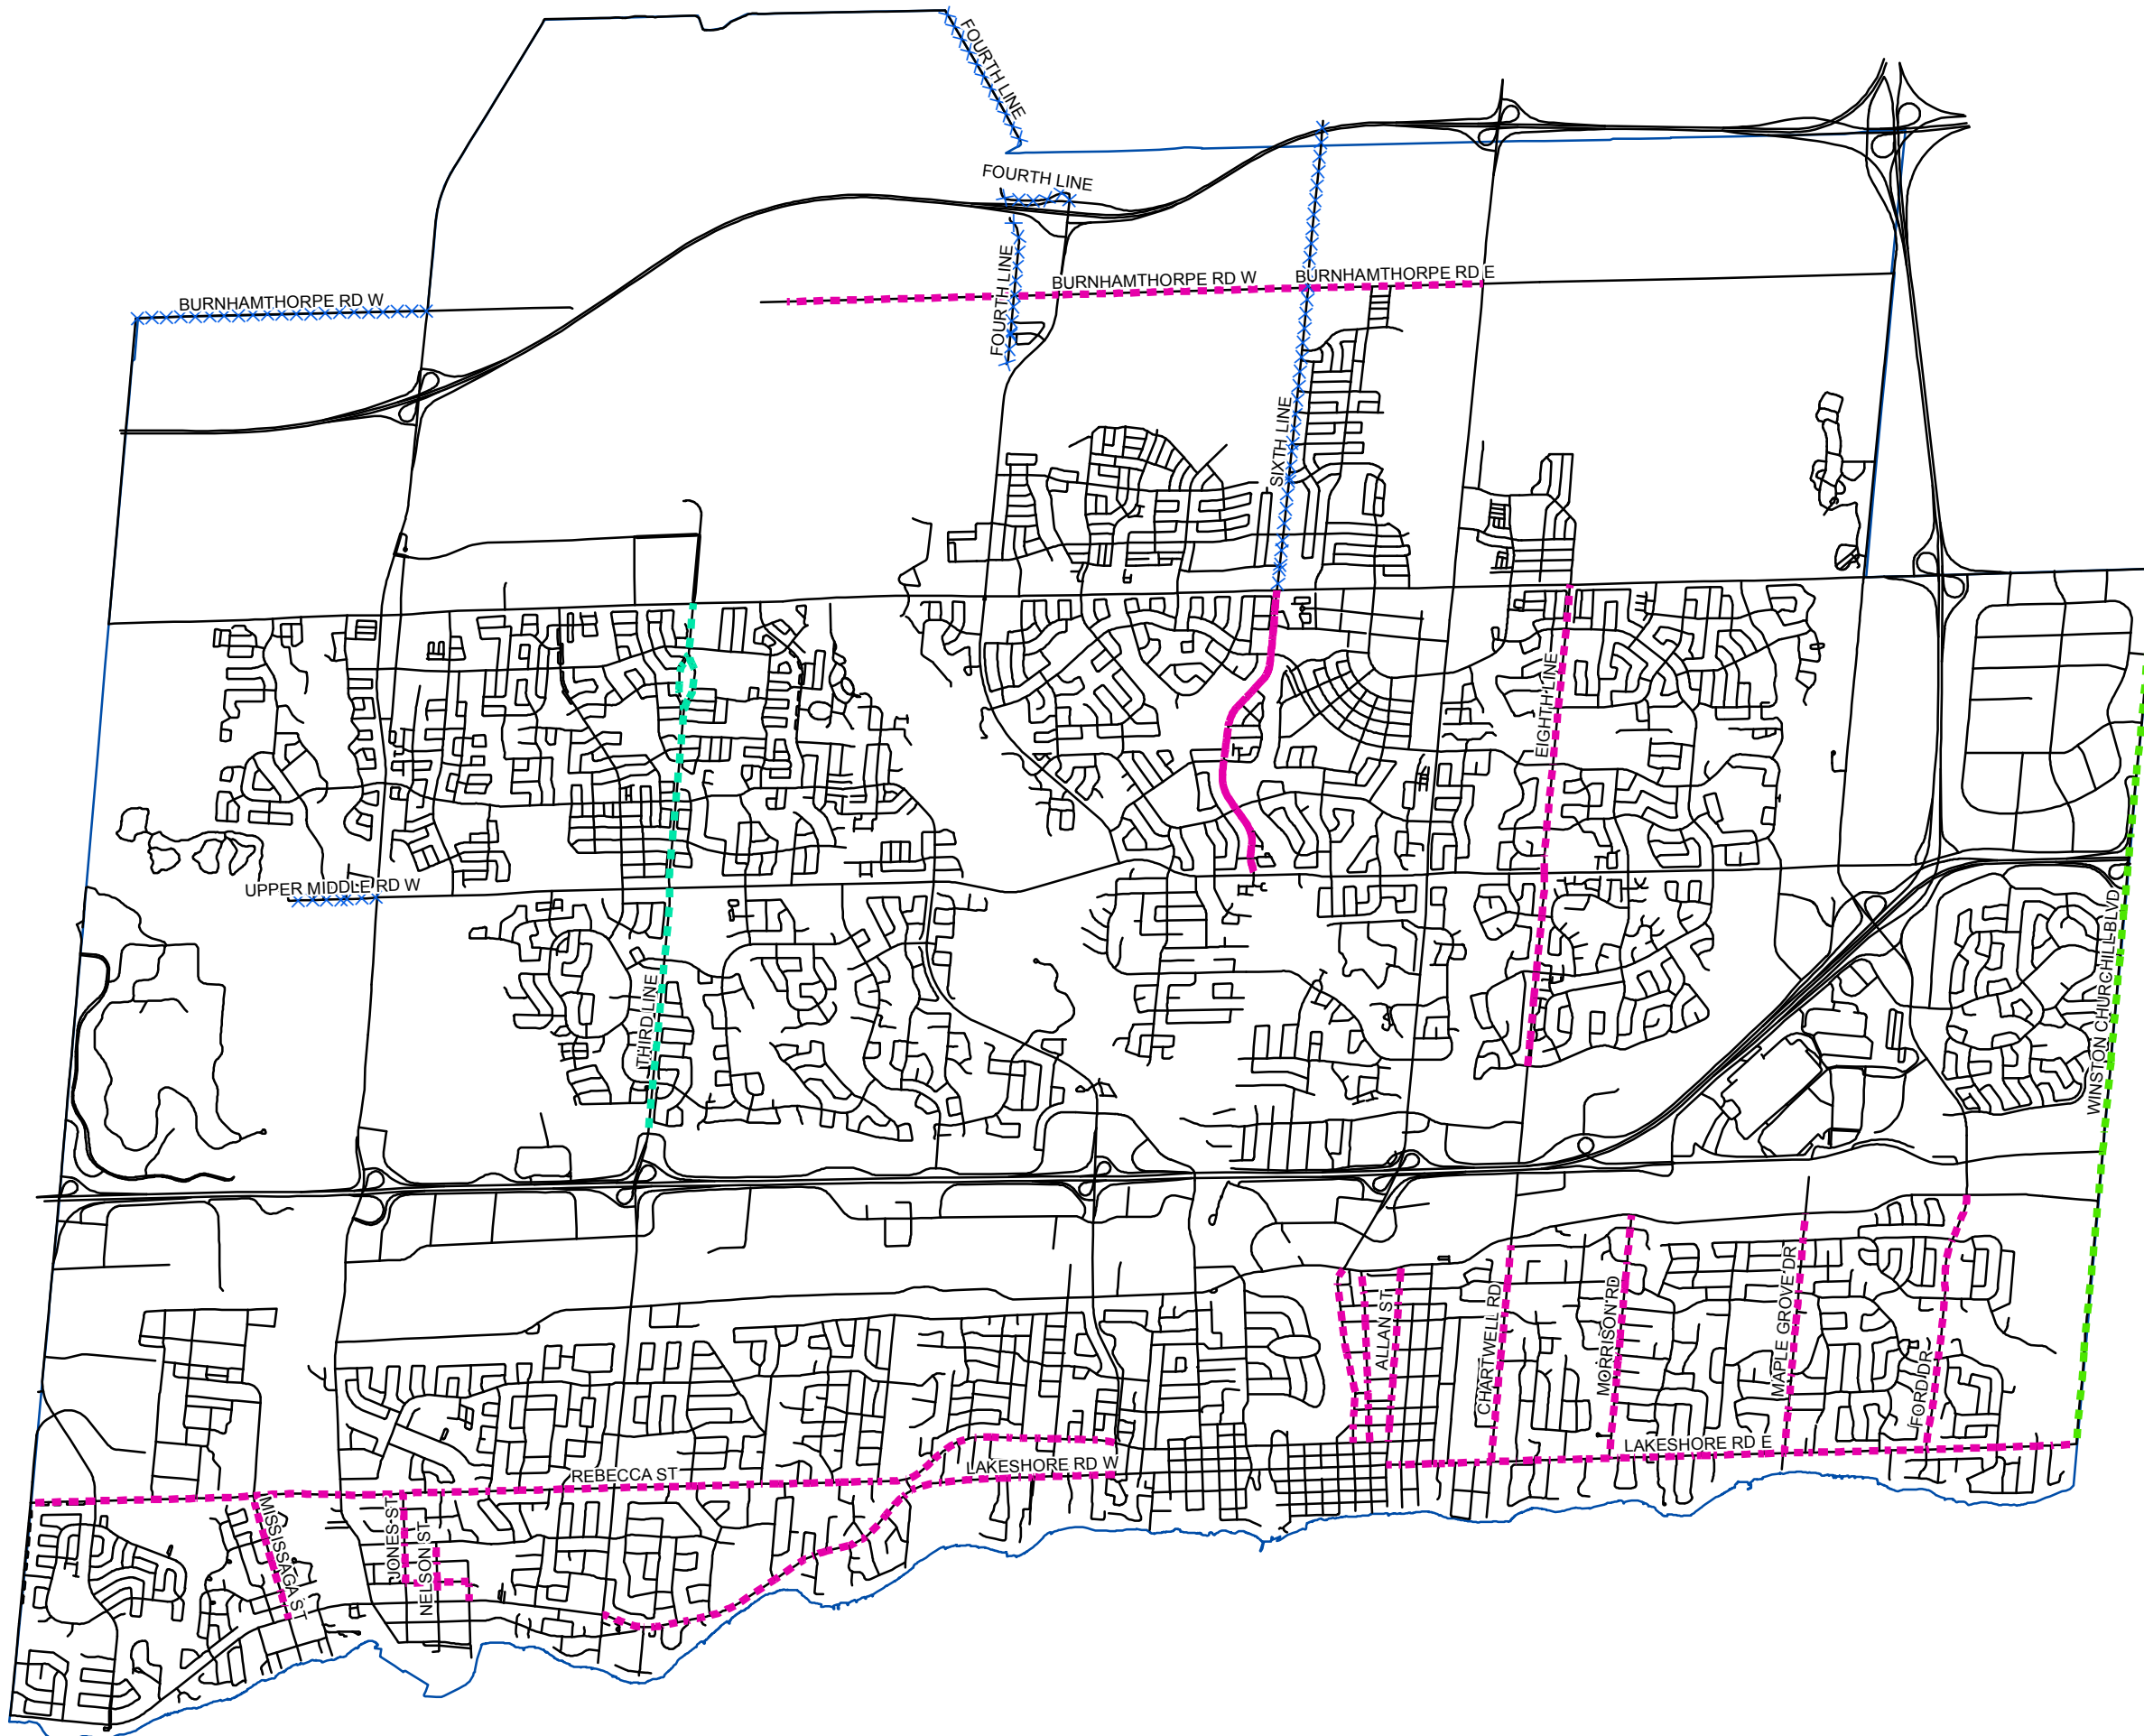 FOURTH LINE
FOURTH LINE
FOURTH LINE
BURNHAMTHORPE RD W
BURNHAMTHORPE RD E
BURNHAMTHORPE RD W
SIXTH LINE
EIGHTH LINE
UPPER MIDDLE RD W
THIRD LINE
WINSTON CHURCHILL BLVD
ALLAN ST
CHARTWELL RD
MORRISON RD
MAPLE GROVE DR
FORD DR
LAKESHORE RD E
REBECCA ST
LAKESHORE RD W
MISSISSAGA ST
JONES ST
NELSON ST